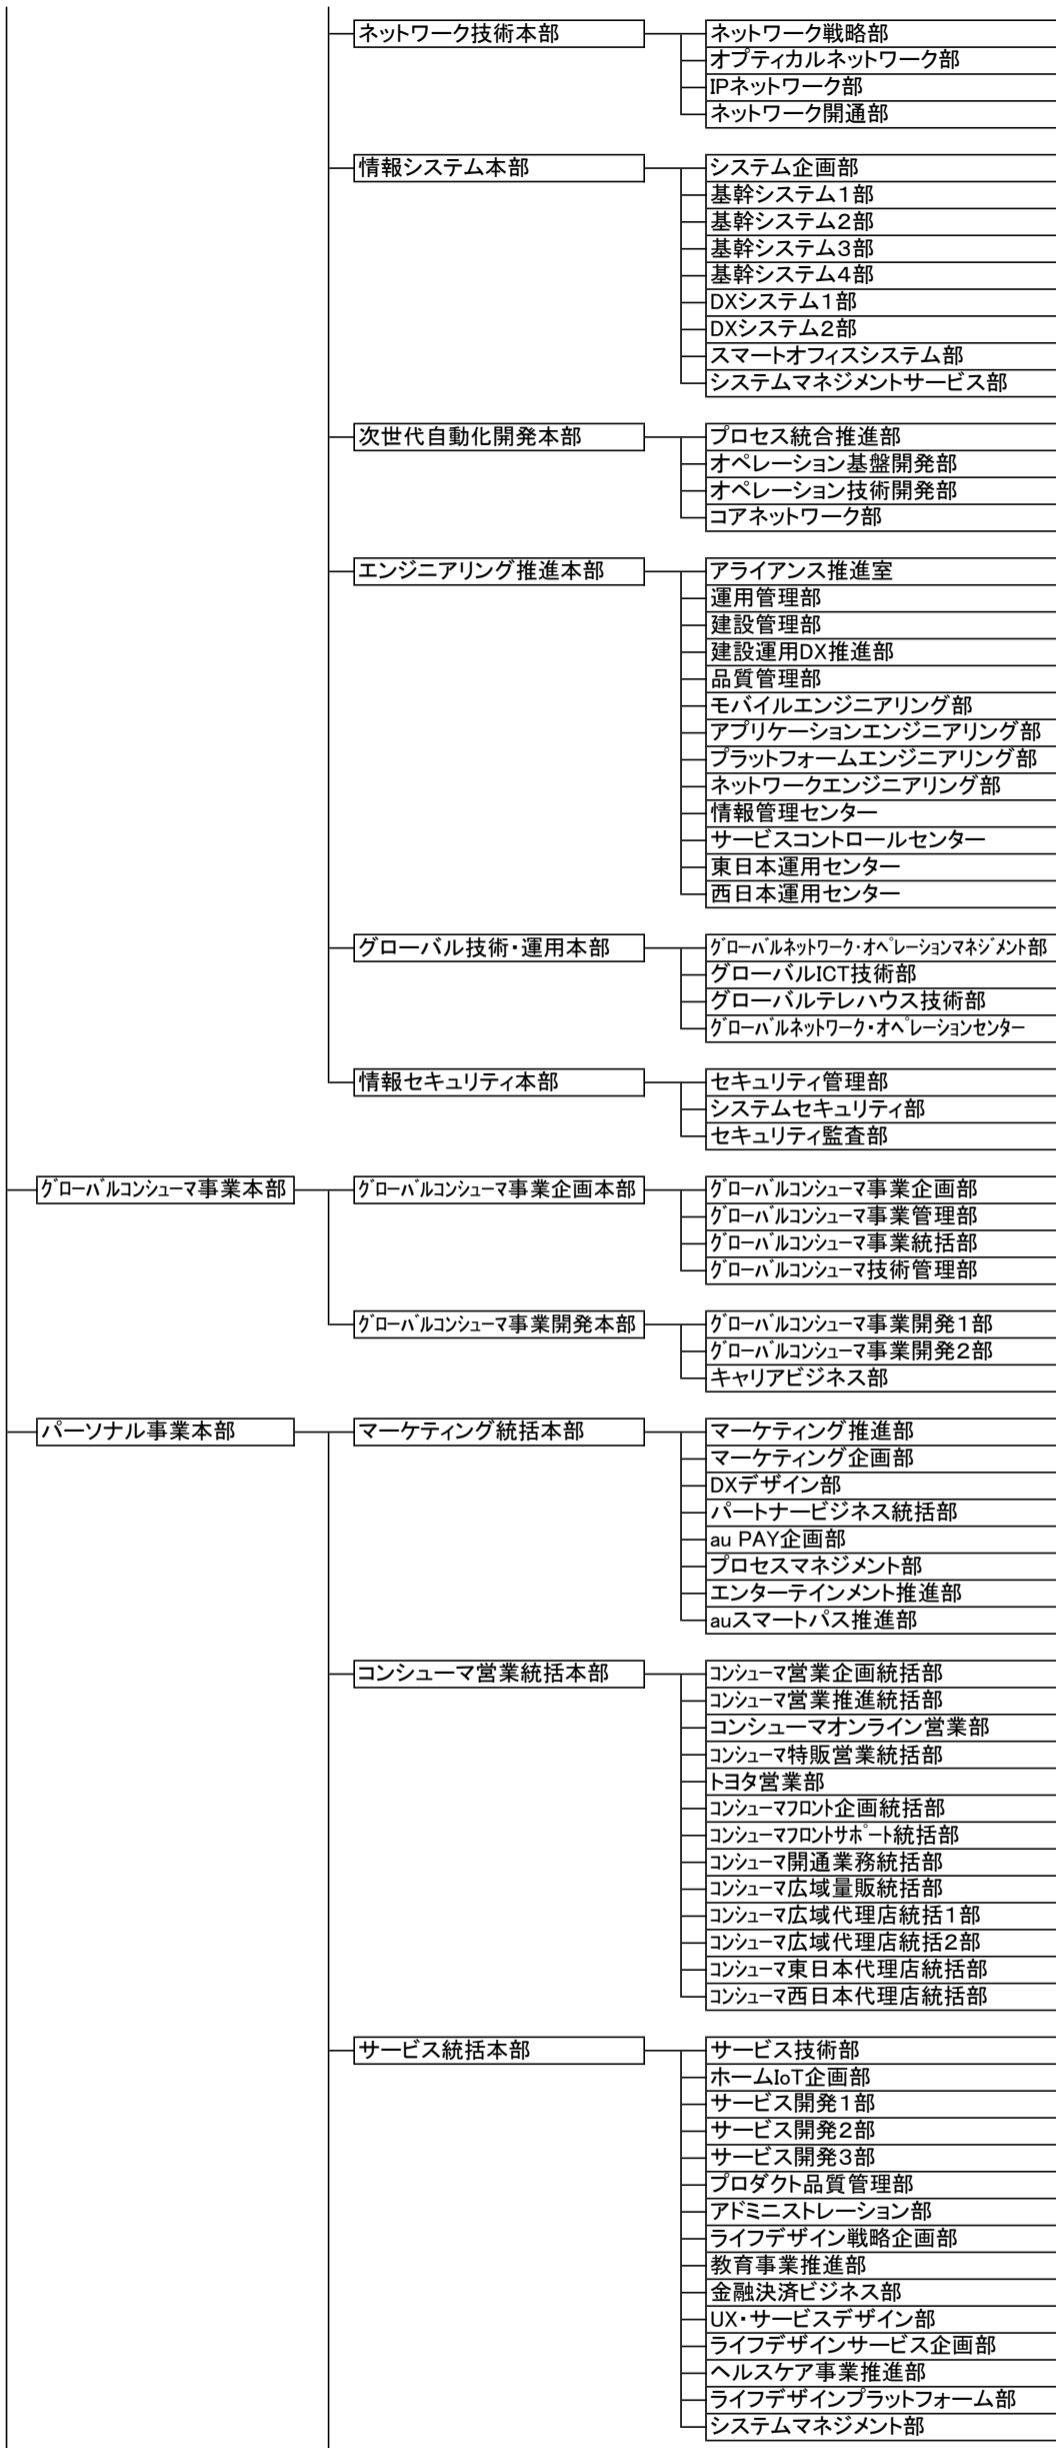 ネットワーク技術本部 ネットワーク戦略部
オプティカルネットワーク部
IPネットワーク部
ネットワーク開通部
情報システム本部 システム企画部
基幹システム1部
基幹システム2部
基幹システム3部
基幹システム4部
DXシステム1部
DXシステム2部
スマートオフィスシステム部
システムマネジメントサービス部
次世代自動化開発本部 プロセス統合推進部
オペレーション基盤開発部
オペレーション技術開発部
コアネットワーク部
エンジニアリング推進本部 アライアンス推進室
運用管理部
建設管理部
建設運用DX推進部
品質管理部
モバイルエンジニアリング部
アプリケーションエンジニアリング部
プラットフォームエンジニアリング部
ネットワークエンジニアリング部
情報管理センター
サービスコントロールセンター
東日本運用センター
西日本運用センター
グローバル技術・運用本部 グローバルネットワーク・オペレーションマネジメント部
グローバルICT技術部
グローバルテレハウス技術部
グローバルネットワーク・オペレーションセンター
情報セキュリティ本部 セキュリティ管理部
システムセキュリティ部
セキュリティ監査部
グローバルコンシューマ事業本部 グローバルコンシューマ事業企画本部 グローバルコンシューマ事業企画部
グローバルコンシューマ事業管理部
グローバルコンシューマ事業統括部
グローバルコンシューマ技術管理部
グローバルコンシューマ事業開発本部 グローバルコンシューマ事業開発1部
グローバルコンシューマ事業開発2部
キャリアビジネス部
パーソナル事業本部 マーケティング統括本部 マーケティング推進部
マーケティング企画部
DXデザイン部
パートナービジネス統括部
au PAY企画部
プロセスマネジメント部
エンターテインメント推進部
auスマートパス推進部
コンシューマ営業統括本部 コンシューマ営業企画統括部
コンシューマ営業推進統括部
コンシューマオンライン営業部
コンシューマ特販営業統括部
トヨタ営業部
コンシューマフロント企画統括部
コンシューマフロントサポート統括部
コンシューマ開通業務統括部
コンシューマ広域量販統括部
コンシューマ広域代理店統括1部
コンシューマ広域代理店統括2部
コンシューマ東日本代理店統括部
コンシューマ西日本代理店統括部
サービス統括本部 サービス技術部
ホームIoT企画部
サービス開発1部
サービス開発2部
サービス開発3部
プロダクト品質管理部
アドミニストレーション部
ライフデザイン戦略企画部
教育事業推進部
金融決済ビジネス部
UX・サービスデザイン部
ライフデザインサービス企画部
ヘルスケア事業推進部
ライフデザインプラットフォーム部
システムマネジメント部